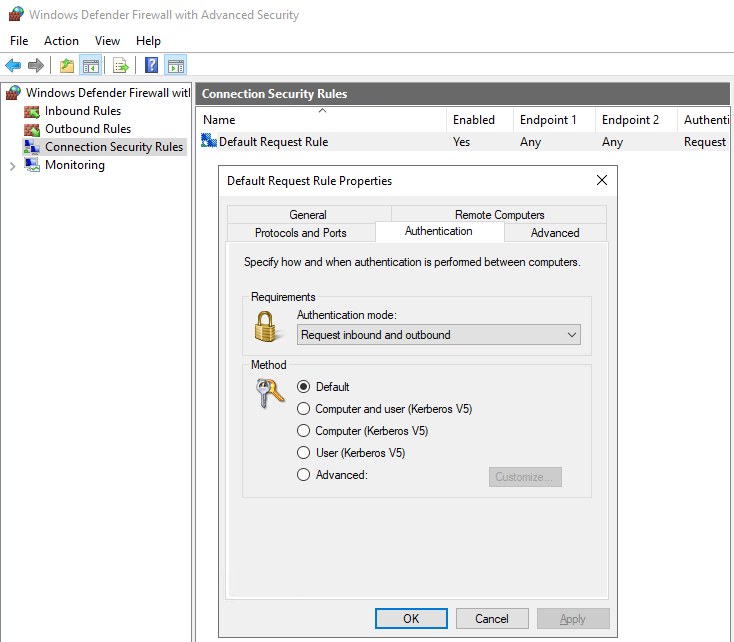 Windows Defender Firewall with Advanced Security
File Action View Help
Windows Defender Firewall wit
Inbound Rules
Outbound Rules
Connection Security Rules
Monitoring
Connection Security Rules
Name Enabled Endpoint 1 Endpoint 2 Authenti
Default Request Rule Yes Any Any Request
Default Request Rule Properties
General Remote Computers
Protocols and Ports Authentication Advanced
Specify how and when authentication is performed between computers.
Requirements
Authentication mode:
Request inbound and outbound
Method
Default
Computer and user (Kerberos V5)
Computer (Kerberos V5)
User (Kerberos V5)
Advanced:
Customize...
OK Cancel Apply